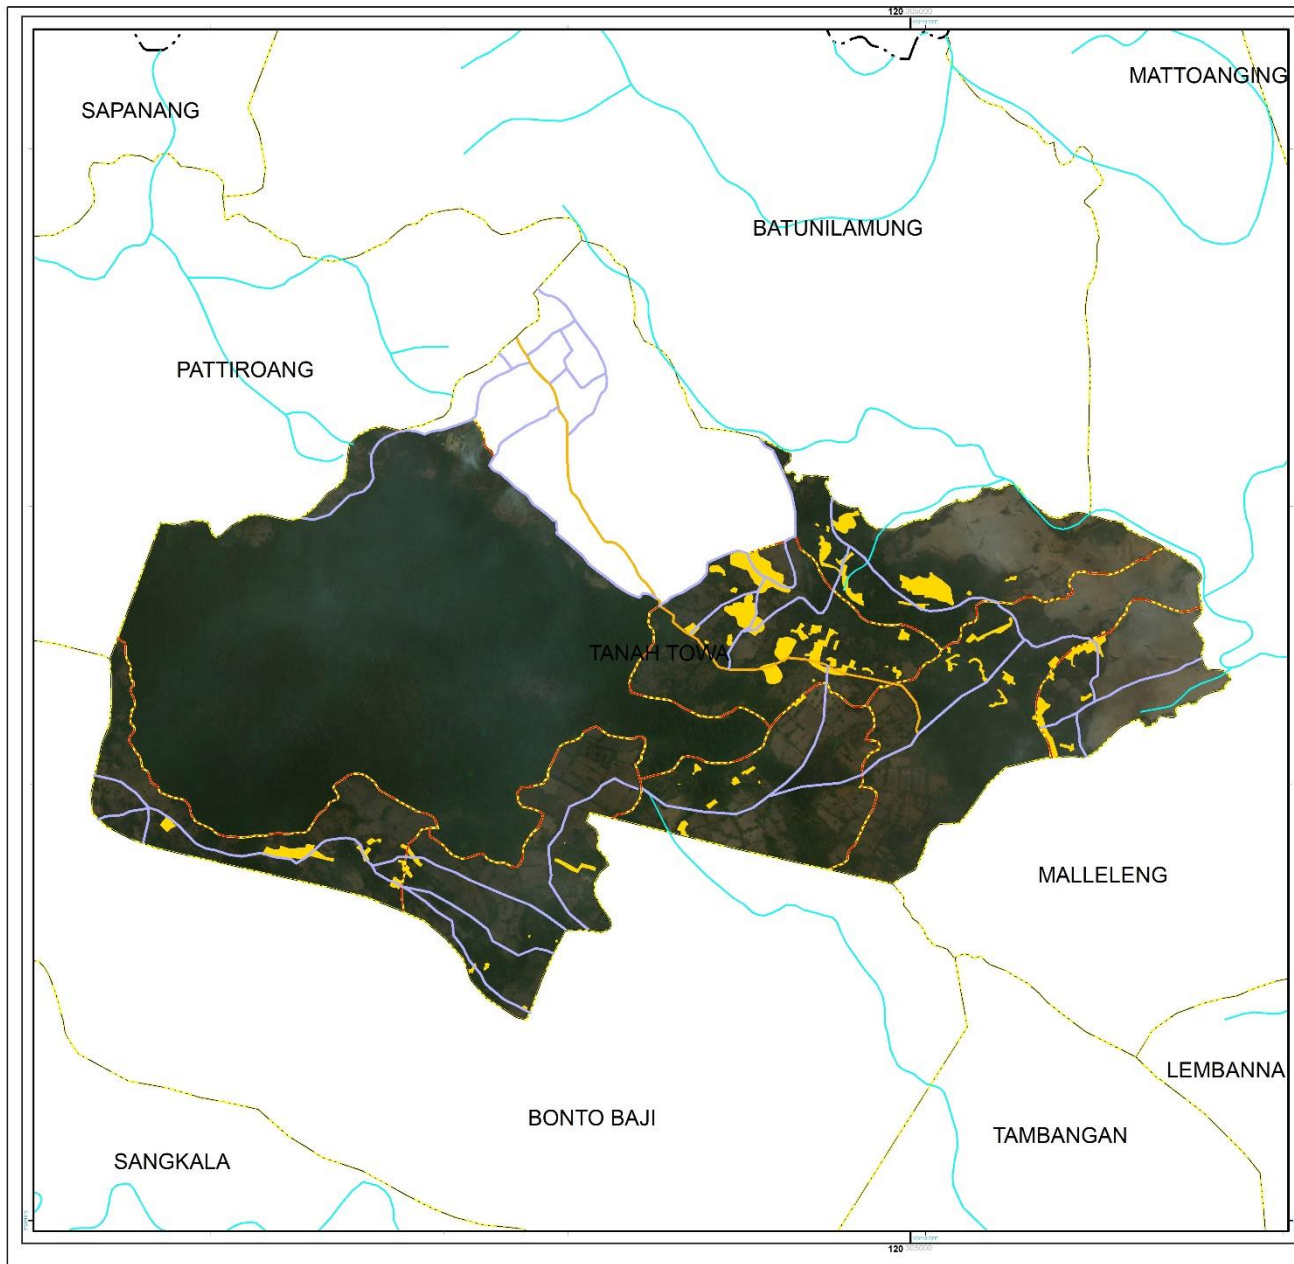 120
MATTOANGING
SAPANANG
BATUNILAMUNG
PATTIROANG
TANAH TOWA
MALLELENG
LEMBANNA
BONTO BAJI
TAMBANGAN
SANGKALA
120